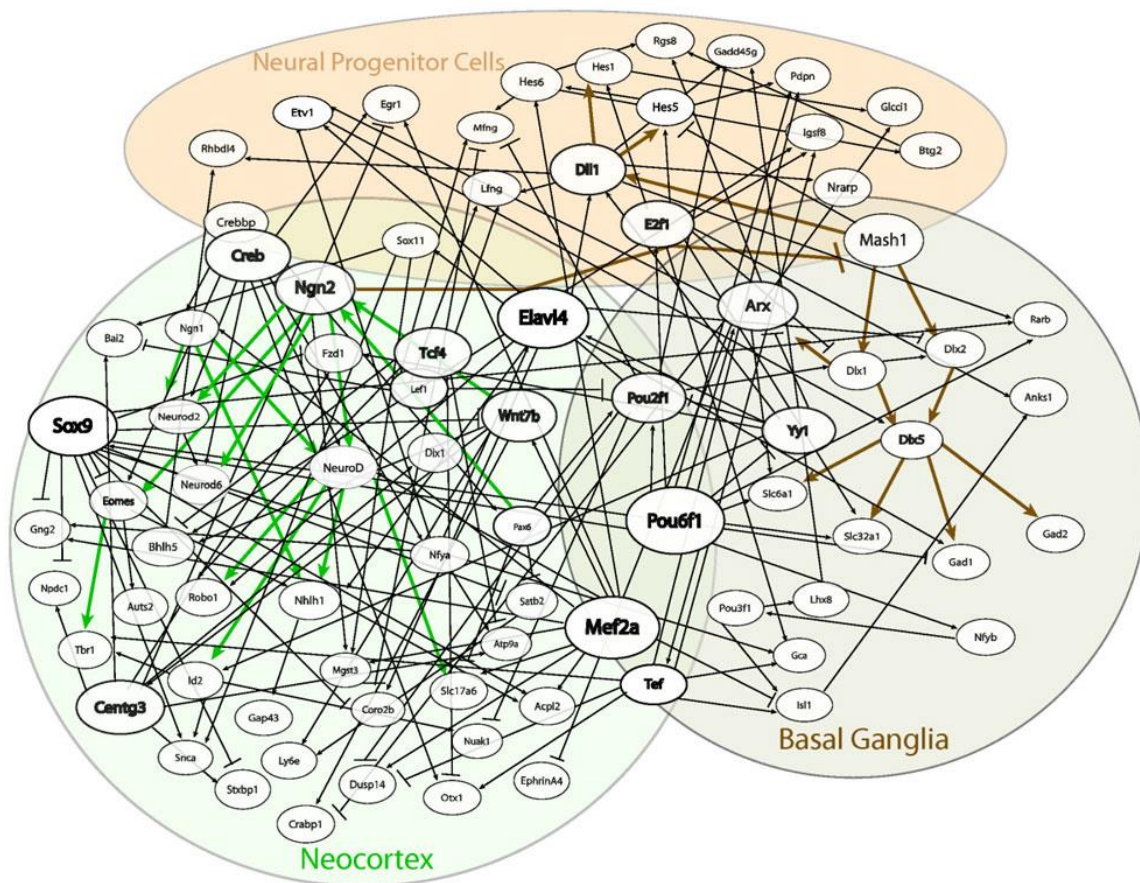 Neural Progenitor Cells
Rgs8
Gadd45g
Hes1
Hes6
Pdpn
Egr1
Etv1
Hes5
Glcci1
Mfng
Igsf8
Rhbdl4
Btg2
Dll1
Lfng
Nrarp
Crebbp
E2f1
Sox11
Mash1
Creb
Ngn2
Elavl4
Arx
Rarb
Ngn1
Bai2
Fzd1
Tcf4
Dlx2
Dlx1
Lef1
Pou2f1
Anks1
Sox9
Neurod2
Wnt7b
Yy1
Dlx5
Dlx1
NeuroD
Neurod6
Slc6a1
Eomes
Gng2
Pax6
Pou6f1
Slc32a1
Gad2
Bhlh5
Nfya
Gad1
Npdc1
Auts2
Robo1
Nhlh1
Satb2
Pou3f1
Lhx8
Mef2a
Nfyb
Tbr1
Atp9a
Gca
Mgst3
Id2
Slc17a6
Tef
Centg3
Coro2b
Acpl2
Isl1
Gap43
Basal Ganglia
Nuak1
Snca
Ly6e
Stxbp1
Dusp14
EphrinA4
Otx1
Crabp1
Neocortex